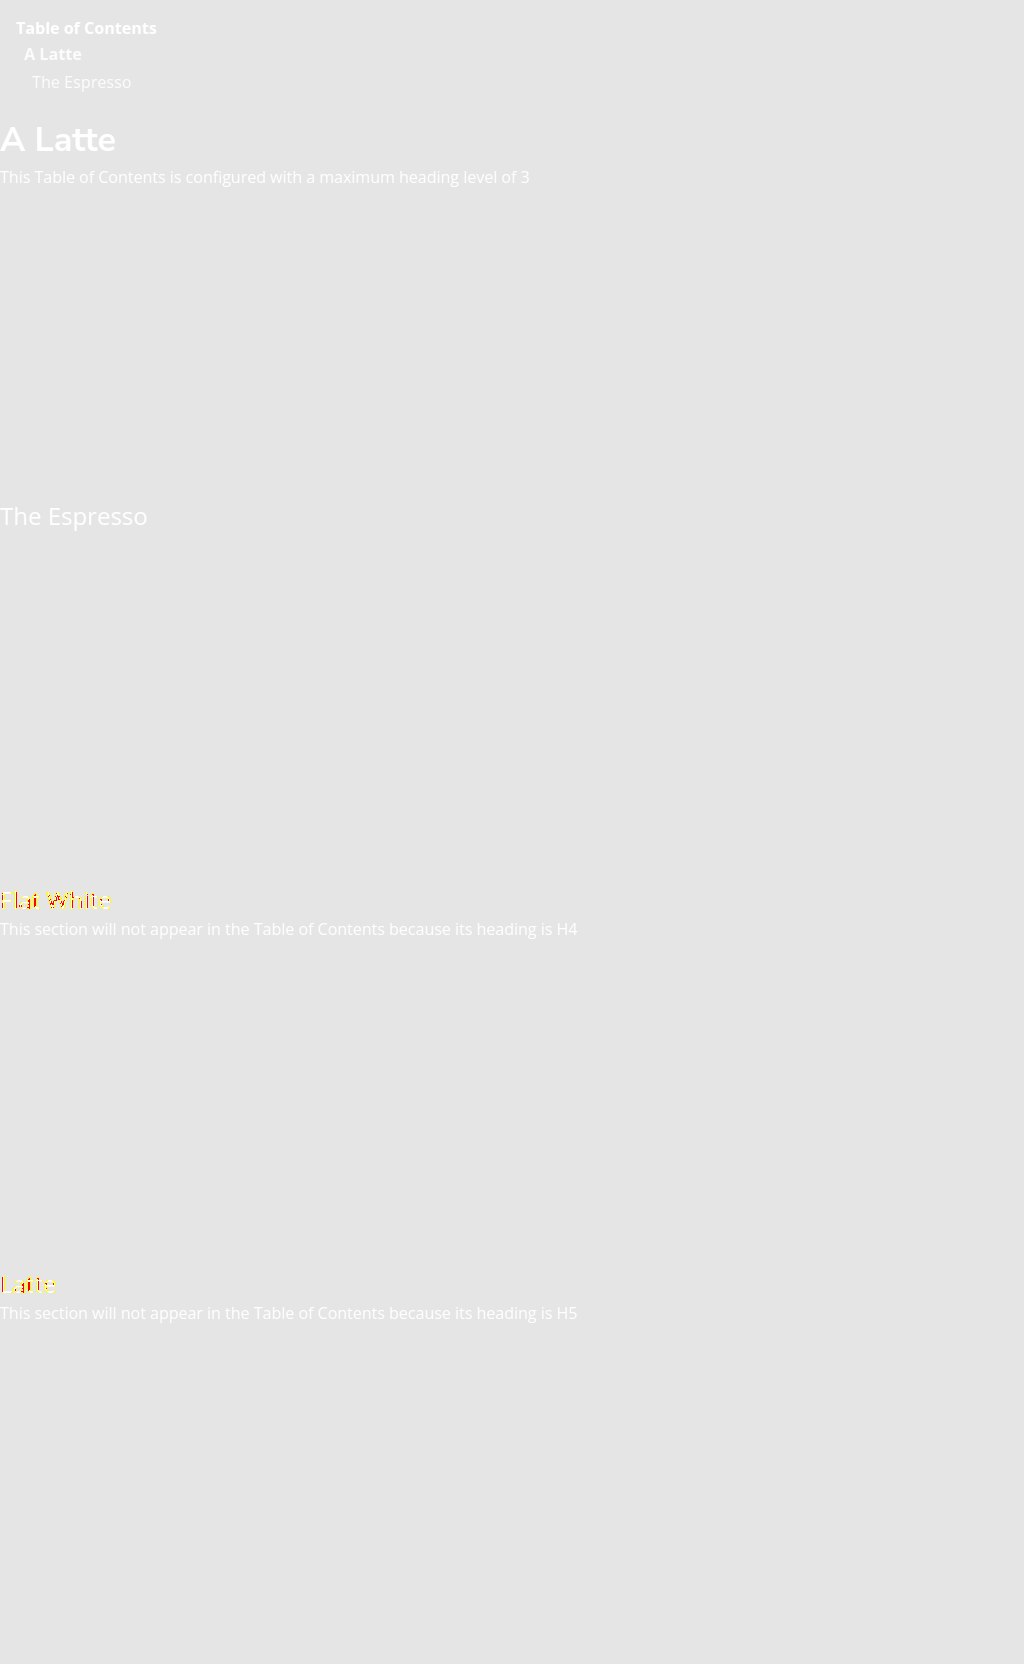 Table of Contents
A Latte
The Espresso
A Latte
This Table of Contents is configured with a maximum heading level of 3
The Espresso
Flat White
This section will not appear in the Table of Contents because its heading is H4
Latte
This section will not appear in the Table of Contents because its heading is H5